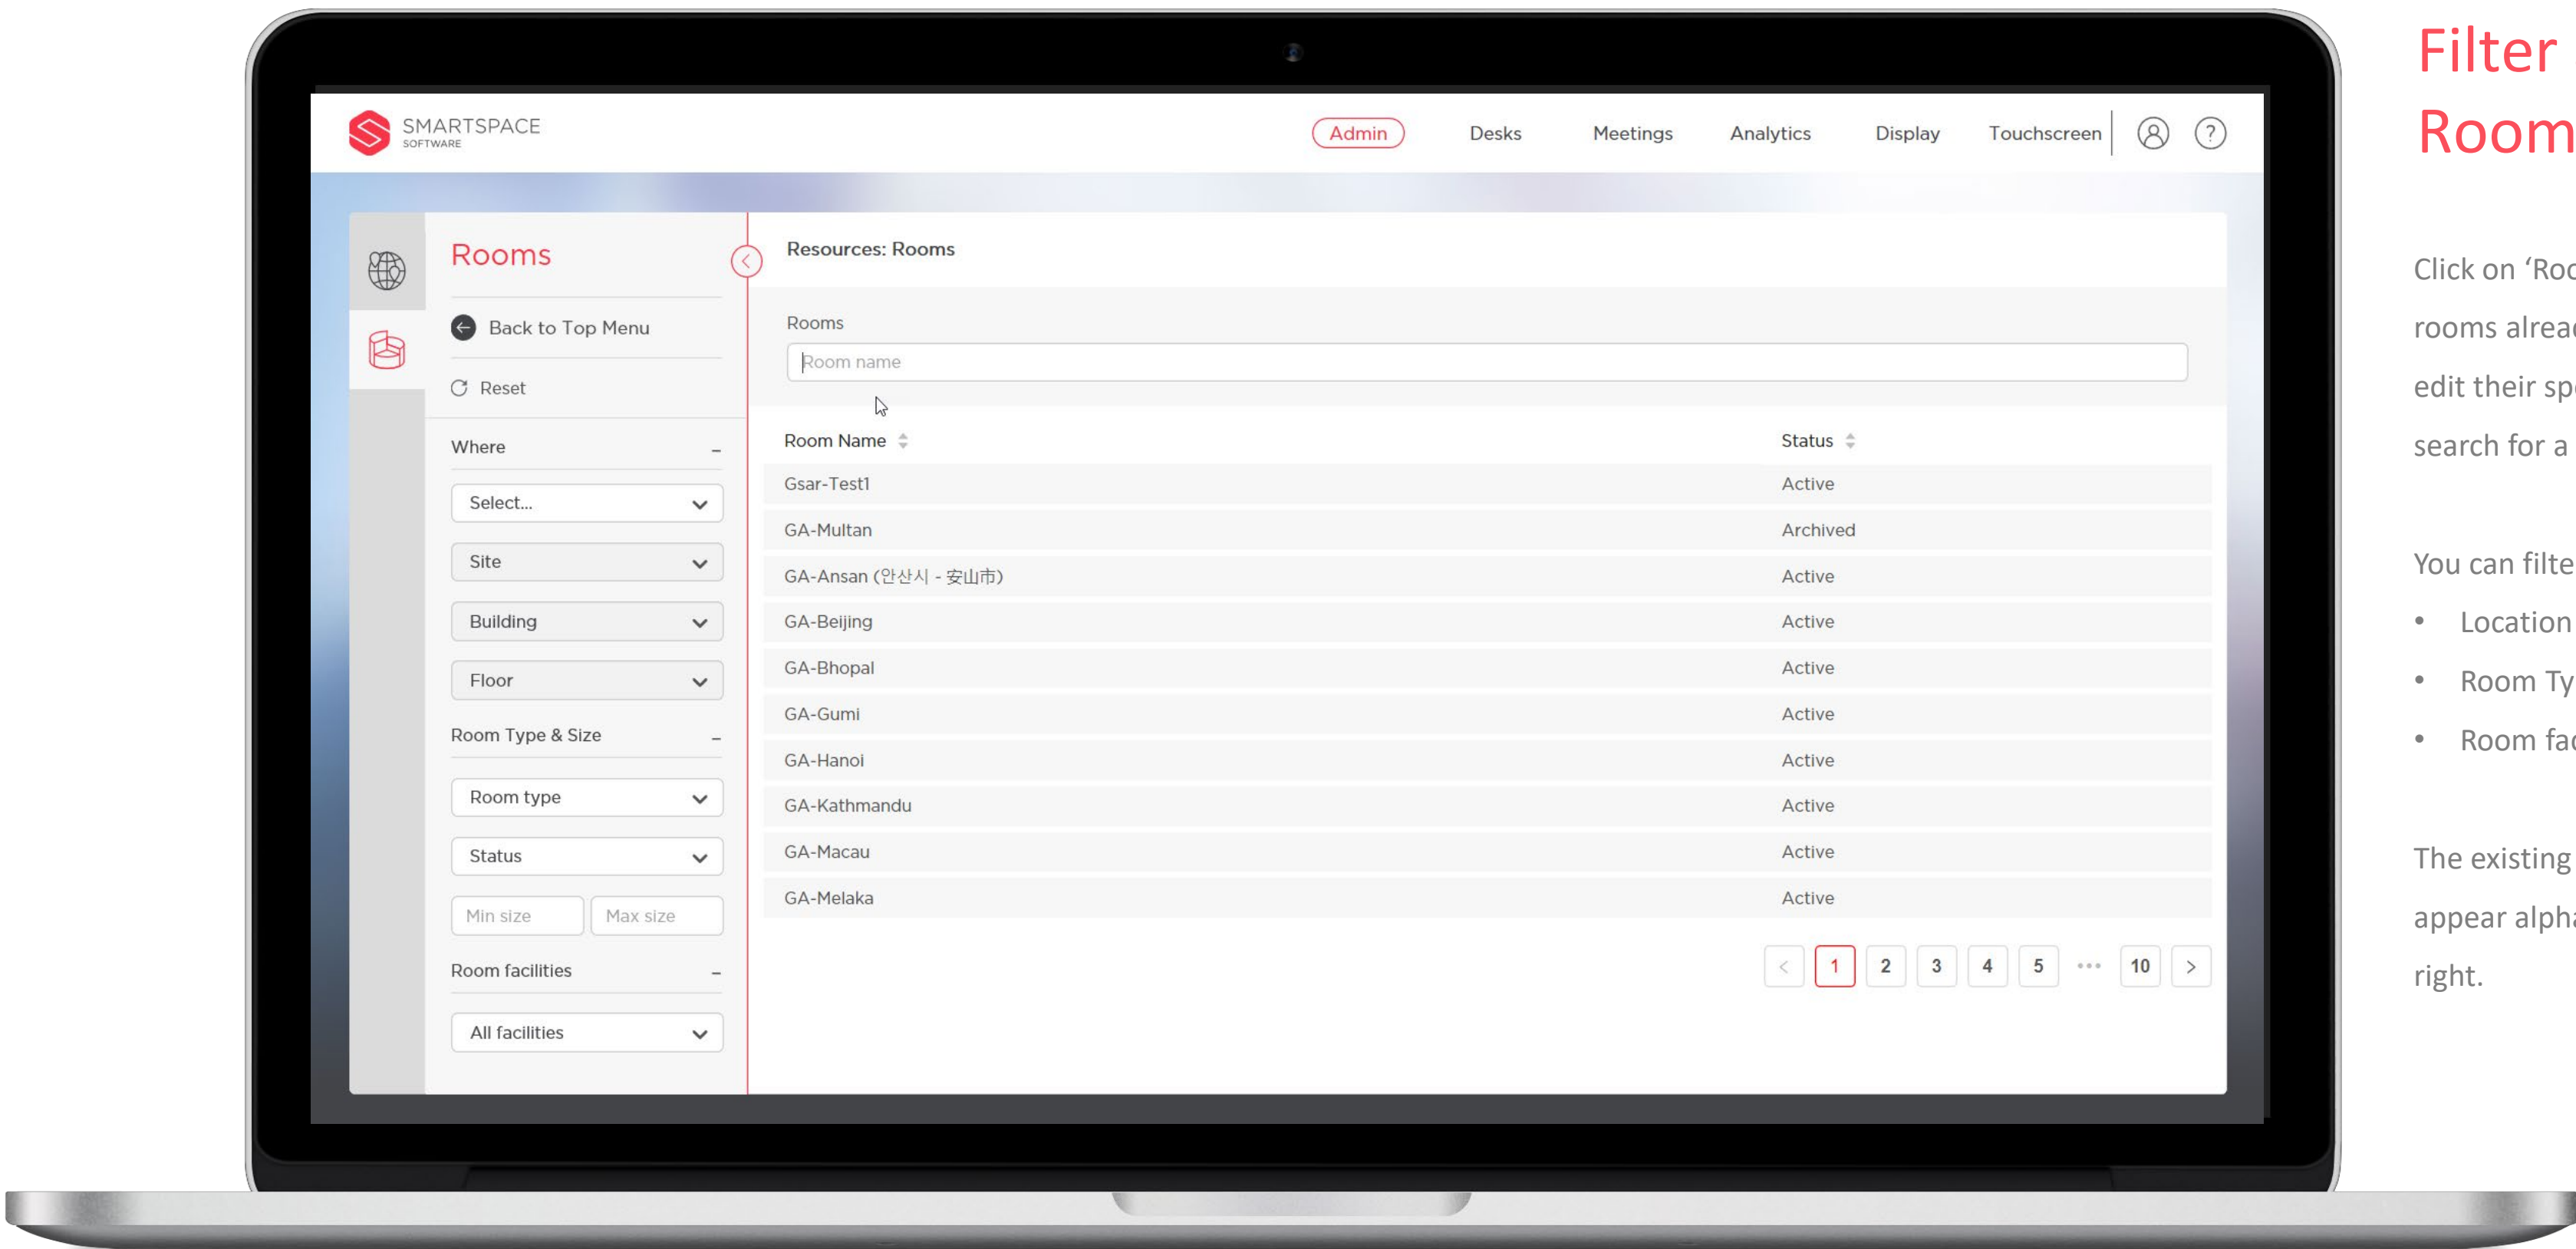 SMARTSPACE
SOFTWARE
Admin Desks Meetings Analytics Display Touchscreen ?
Rooms
Back to Top Menu
Reset
Where
Select...
Site
Building
Floor
Room Type & Size
Room type
Status
Min size Max size
Room facilities
All facilities
Resources: Rooms
Rooms
Room name
Room Name Status
Gsar-Test1 Active
GA-Multan Archived
GA-Ansan (안산시 - 安山市) Active
GA-Beijing Active
GA-Bhopal Active
GA-Gumi Active
GA-Hanoi Active
GA-Kathmandu Active
GA-Macau Active
GA-Melaka Active
< 1 2 3 4 5 ••• 10 >
Filter
Room
Click on ‘Roo
rooms alrea
edit their sp
search for a
You can filte
• Location
• Room Ty
• Room fa
The existing
appear alph
right.